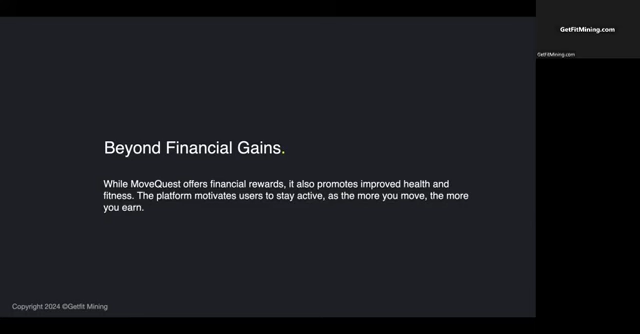 GetFitMining.com
GetFitMining.com
Beyond Financial Gains.
While MoveQuest offers financial rewards, it also promotes improved health and
fitness. The platform motivates users to stay active, as the more you move, the more
you earn.
Copyright 2024 ©Getfit Mining